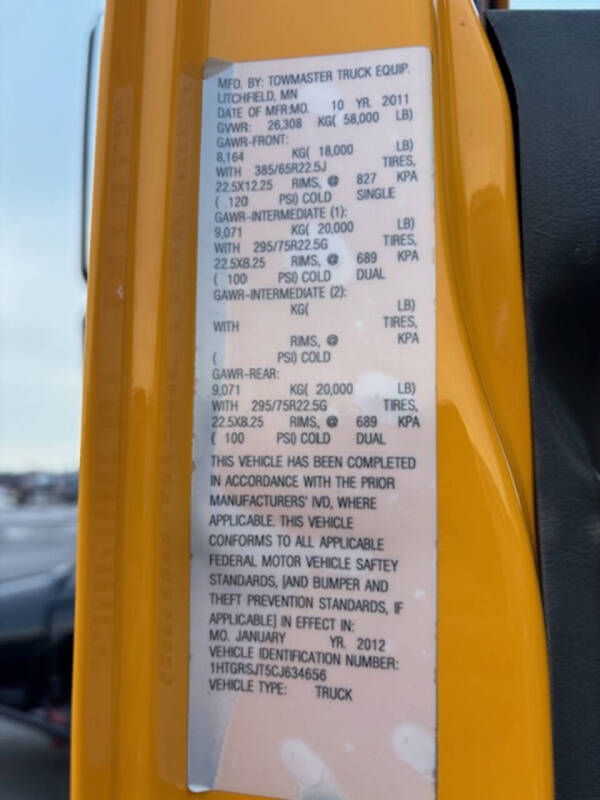 MFD. BY: TOWMASTER TRUCK EQUIP.
LITCHFIELD, MN
DATE OF MFR:MO. 10 YR. 2011
GVWR: 26,308 KG( 58,000 LB)
GAWR-FRONT:
8,164 KG( 18,000 LB)
WITH 385/65R22.5J TIRES,
22.5X12.25 RIMS, @ 827 KPA
( 120 PSI) COLD SINGLE
GAWR-INTERMEDIATE (1):
9,071 KG( 20,000 LB)
WITH 295/75R22.5G TIRES,
22.5X8.25 RIMS, @ 689 KPA
( 100 PSI) COLD DUAL
GAWR-INTERMEDIATE (2):
KG( LB)
WITH TIRES,
RIMS, @ KPA
( PSI) COLD
GAWR-REAR:
9,071 KG( 20,000 LB)
WITH 295/75R22.5G TIRES,
22.5X8.25 RIMS, @ 689 KPA
( 100 PSI) COLD DUAL
THIS VEHICLE HAS BEEN COMPLETED
IN ACCORDANCE WITH THE PRIOR
MANUFACTURERS' IVD, WHERE
APPLICABLE. THIS VEHICLE
CONFORMS TO ALL APPLICABLE
FEDERAL MOTOR VEHICLE SAFTEY
STANDARDS, [AND BUMPER AND
THEFT PREVENTION STANDARDS, IF
APPLICABLE] IN EFFECT IN:
MO. JANUARY YR. 2012
VEHICLE IDENTIFICATION NUMBER:
1HTGRSJT5CJ634656
VEHICLE TYPE: TRUCK